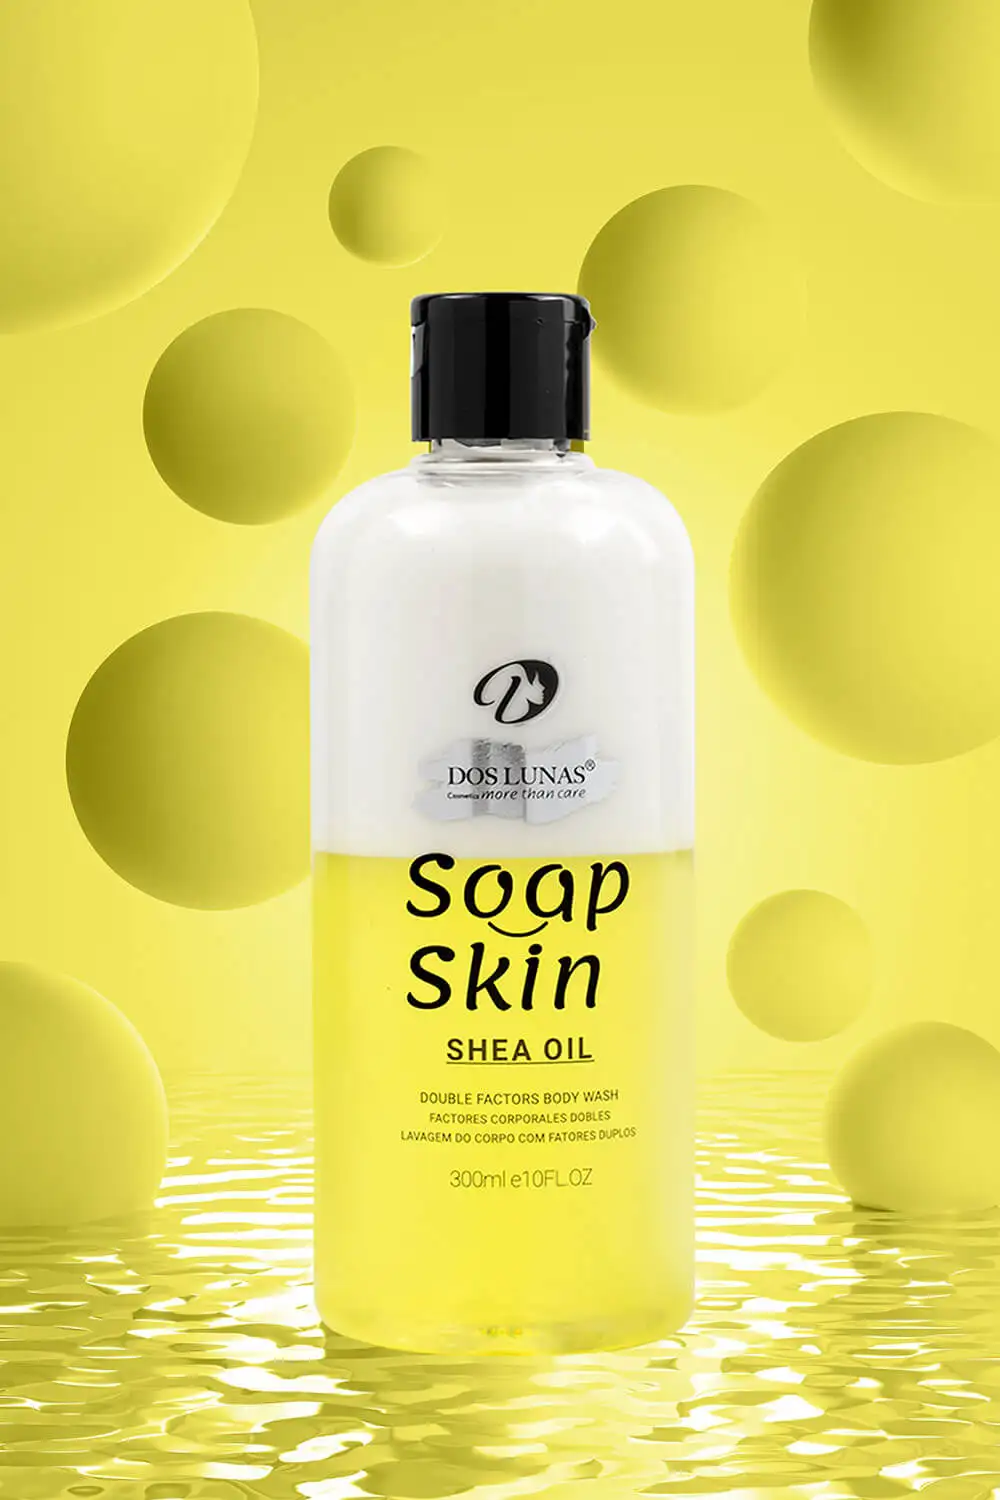 DOS LUNAS®
Cosmetics more than care
Soap
Skin
SHEA OIL
DOUBLE FACTORS BODY WASH
FACTORES CORPORALES DOBLES
LAVAGEM DO CORPO COM FATORES DUPLOS
300ml e10FL.OZ